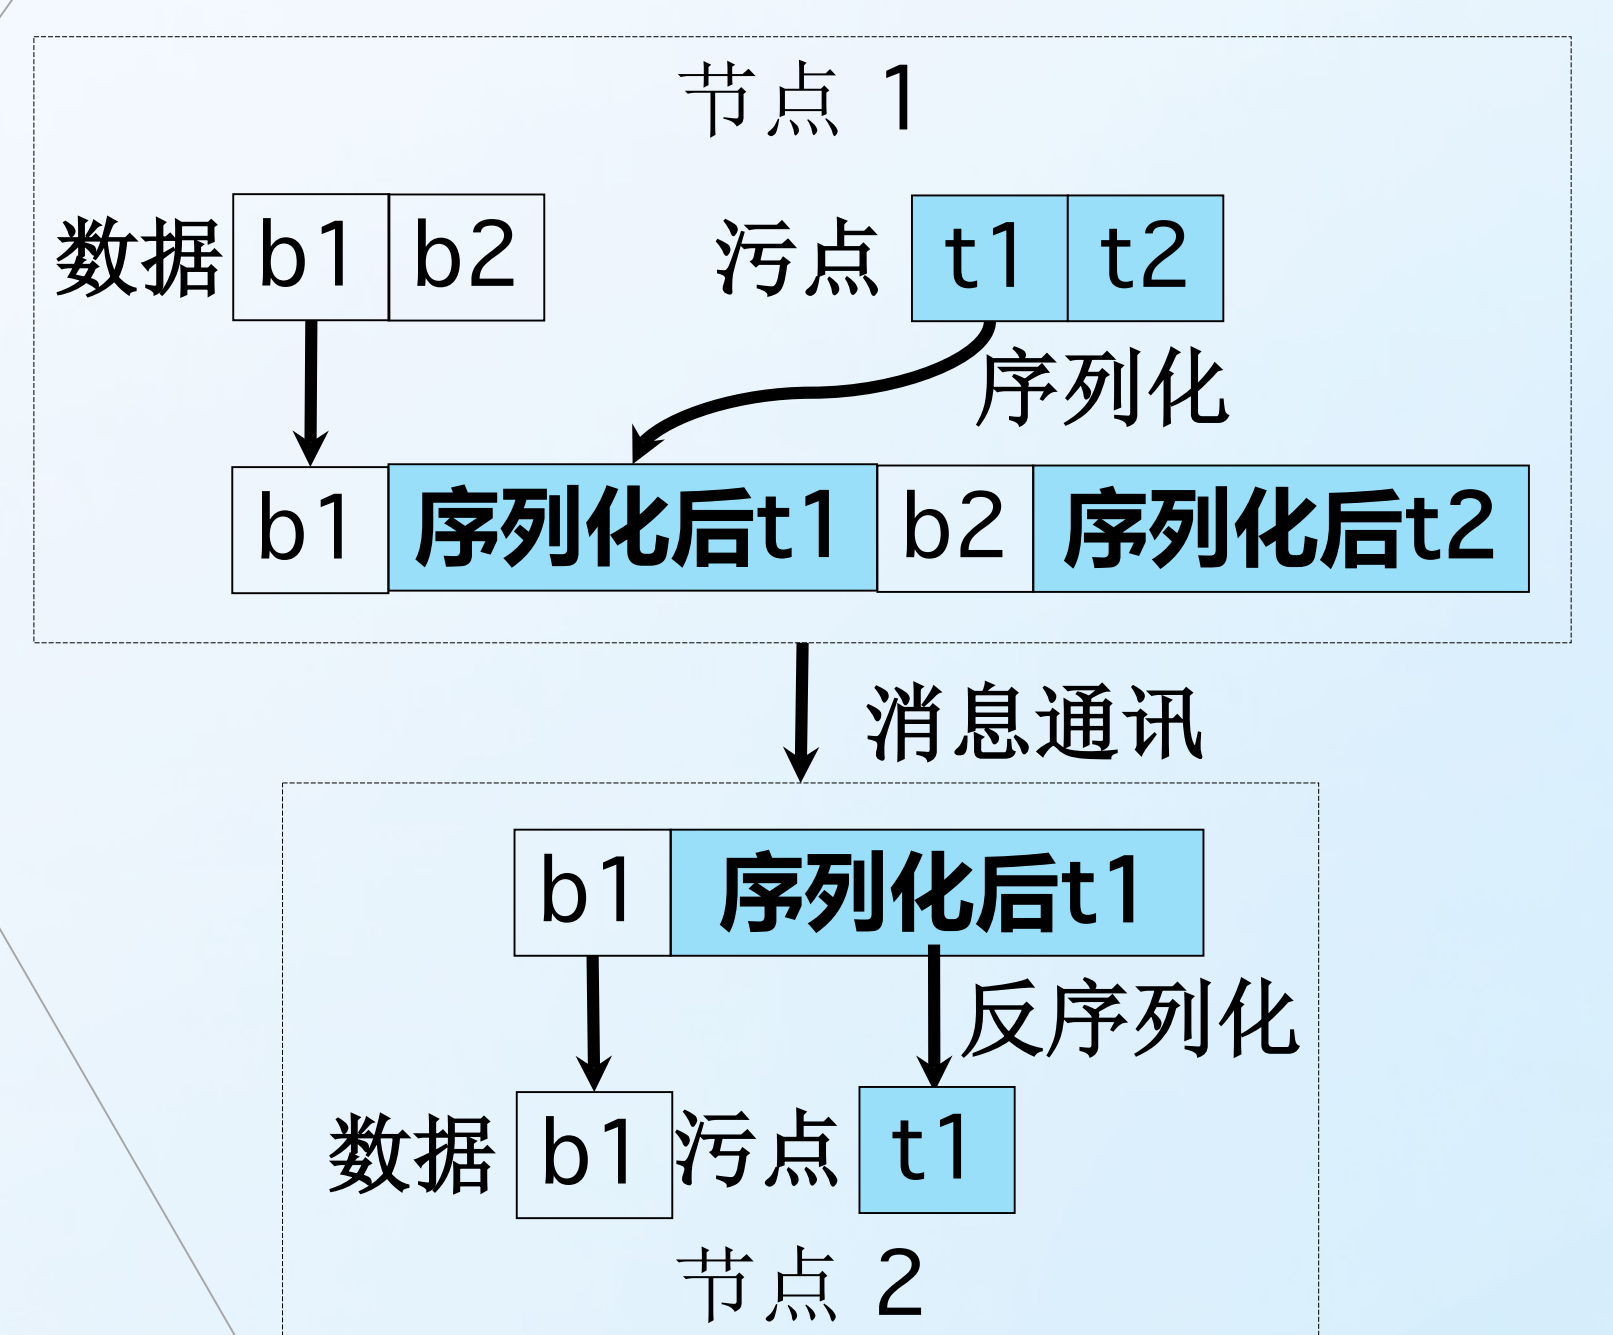 节点 1
数据 b1 b2 污点 t1 t2
序列化
b1 序列化后t1 b2 序列化后t2
消息通讯
b1 序列化后t1
反序列化
数据 b1 污点 t1
节点 2